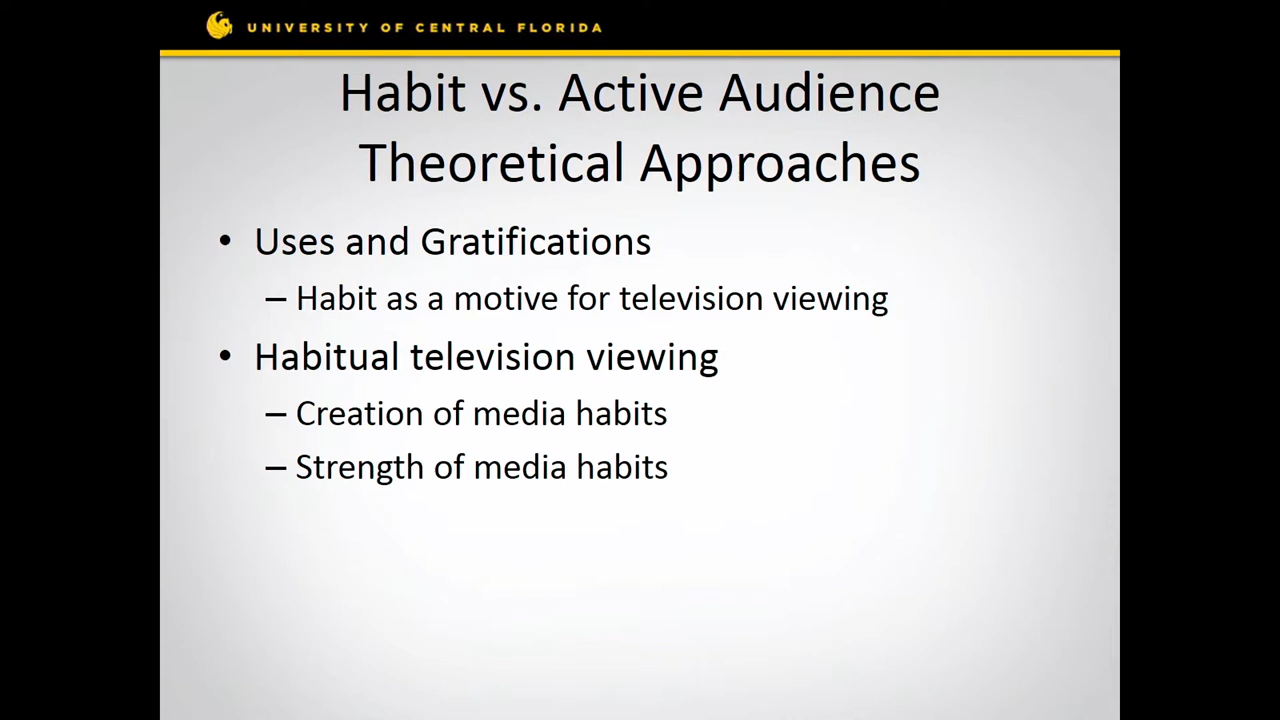 UNIVERSITY OF CENTRAL FLORIDA
Habit vs. Active Audience
Theoretical Approaches
• Uses and Gratifications
– Habit as a motive for television viewing
• Habitual television viewing
– Creation of media habits
– Strength of media habits